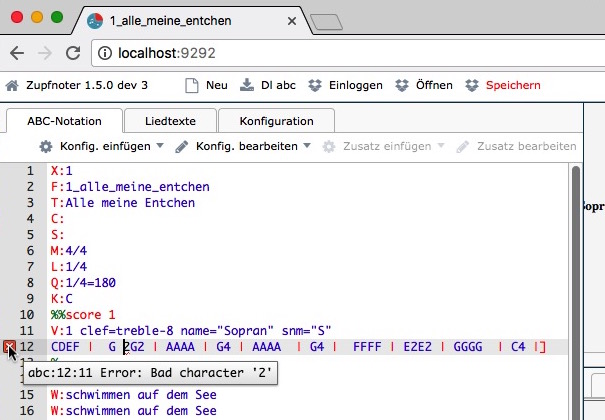 1_alle_meine_entchen
localhost:9292
Zupfnoter 1.5.0 dev 3 Neu Dl abc Einloggen Öffnen Speichern
ABC-Notation Liedtexte Konfiguration
Konfig. einfügen Konfig. bearbeiten Zusatz einfügen Zusatz bearbeiten
1 X:1
2 F:1_alle_meine_entchen
3 T:Alle meine Entchen
4 C:
5 S:
6 M:4/4
7 L:1/4
8 Q:1/4=180
9 K:C
10 %%score 1
11 V:1 clef=treble-8 name="Sopran" snm="S"
12 CDEF | G 2G2 | AAAA | G4 | AAAA | G4 | FFFF | E2E2 | GGGG | C4 |]
abc:12:11 Error: Bad character '2'
15 W:schwimmen auf dem See
16 W:schwimmen auf dem See